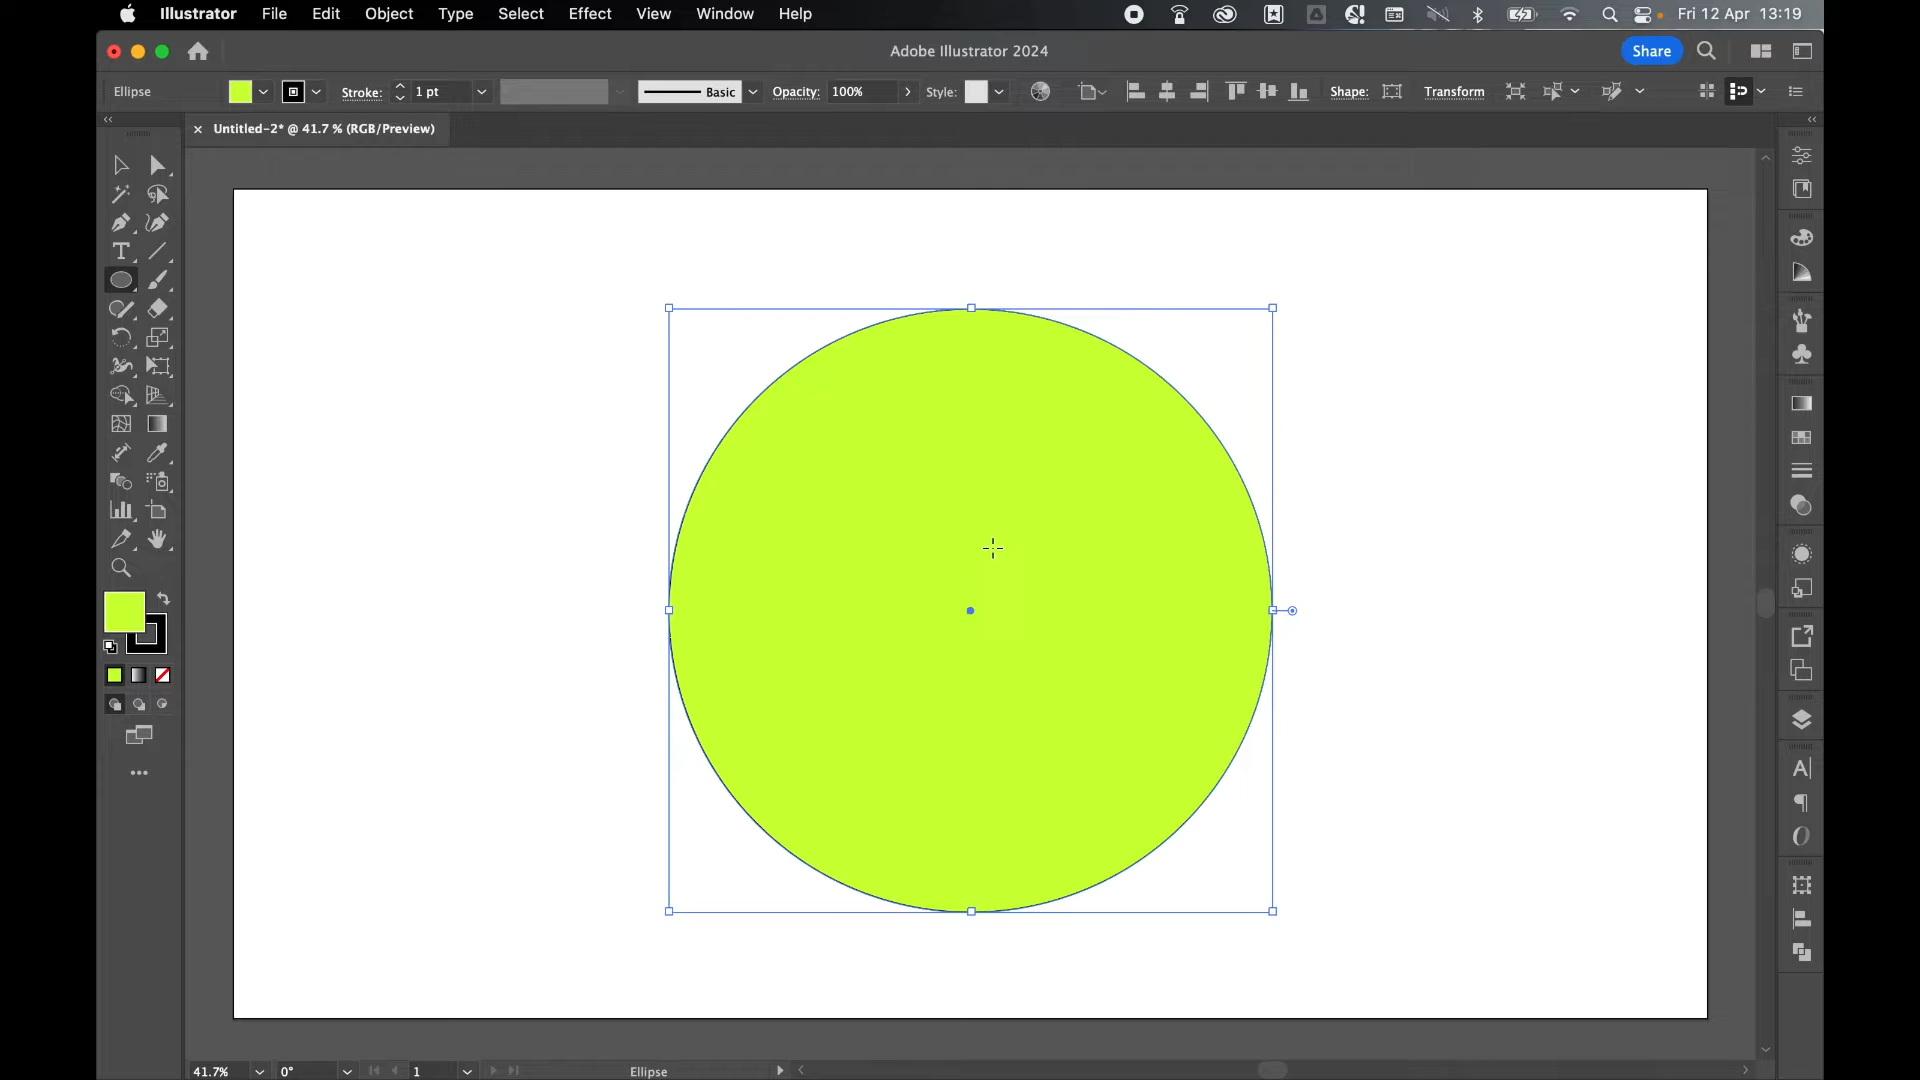 Illustrator File Edit Object Type Select Effect View Window Help Fri 12 Apr 13:19
Adobe Illustrator 2024 Share
Ellipse Stroke: 1 pt Basic Opacity: 100% Style: Shape: Transform
× Untitled-2* @ 41.7 % (RGB/Preview)
41.7% 0° 1 Ellipse